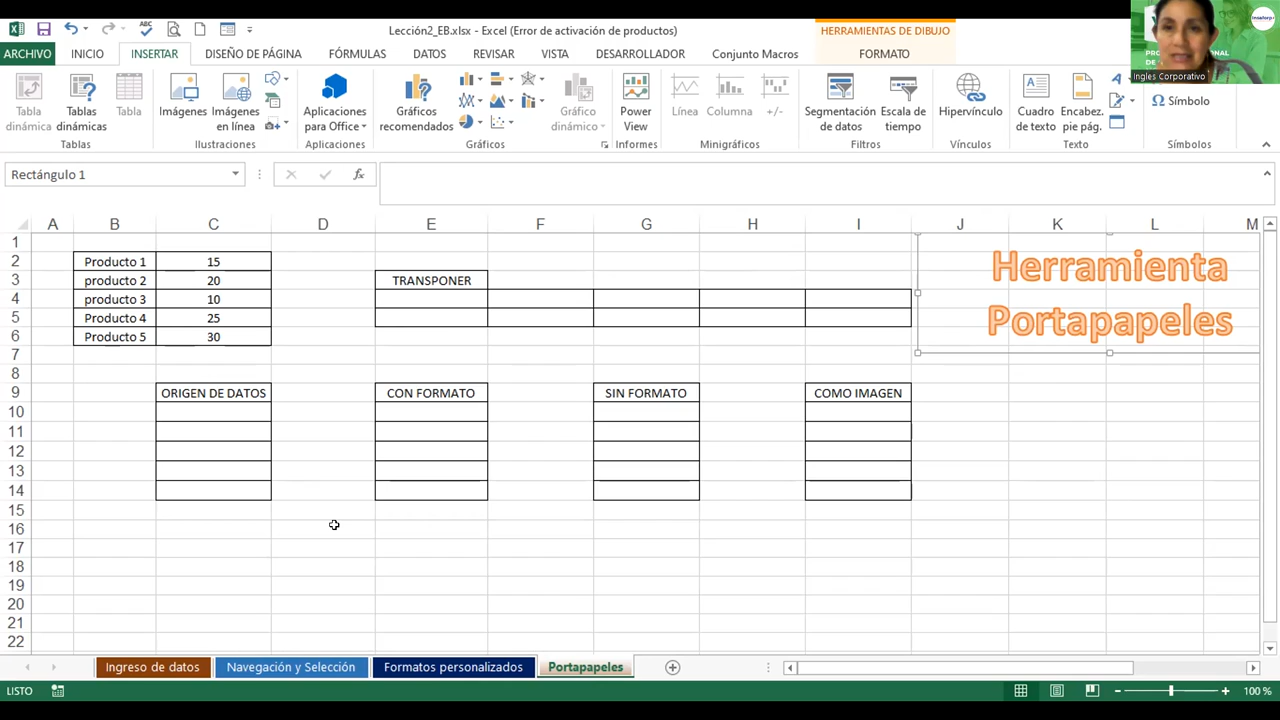 Lección2_EB.xlsx - Excel (Error de activación de productos)
HERRAMIENTAS DE DIBUJO
ARCHIVO INICIO INSERTAR DISEÑO DE PÁGINA FÓRMULAS DATOS REVISAR VISTA DESARROLLADOR Conjunto Macros FORMATO
Ingles Corporativo
Tabla dinámica
Tablas dinámicas
Tabla
Imágenes
Imágenes en línea
Aplicaciones para Office
Gráficos recomendados
Gráfico dinámico
Power View
Línea
Columna
+/-
Segmentación de datos
Escala de tiempo
Hipervínculo
Cuadro de texto
Encabez. pie pág.
Símbolo
Tablas Ilustraciones Aplicaciones Gráficos Informes Minigráficos Filtros Vínculos Texto Símbolos
Rectángulo 1
fx
A B C D E F G H I J K L M
1
2 Producto 1 15
3 producto 2 20 TRANSPONER
4 producto 3 10
5 Producto 4 25
6 Producto 5 30
Herramienta
Portapapeles
7
8
9 ORIGEN DE DATOS CON FORMATO SIN FORMATO COMO IMAGEN
10
11
12
13
14
15
16
17
18
19
20
21
22
Ingreso de datos Navegación y Selección Formatos personalizados Portapapeles
LISTO
100 %